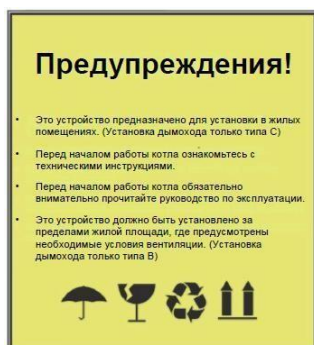 Предупреждения!
• Это устройство предназначено для установки в жилых
помещениях. (Установка дымохода только типа С)
• Перед началом работы котла ознакомьтесь с
техническими инструкциями.
• Перед началом работы котла обязательно
внимательно прочитайте руководство по эксплуатации.
• Это устройство должно быть установлено за
пределами жилой площади, где предусмотрены
необходимые условия вентиляции. (Установка
дымохода только типа В)